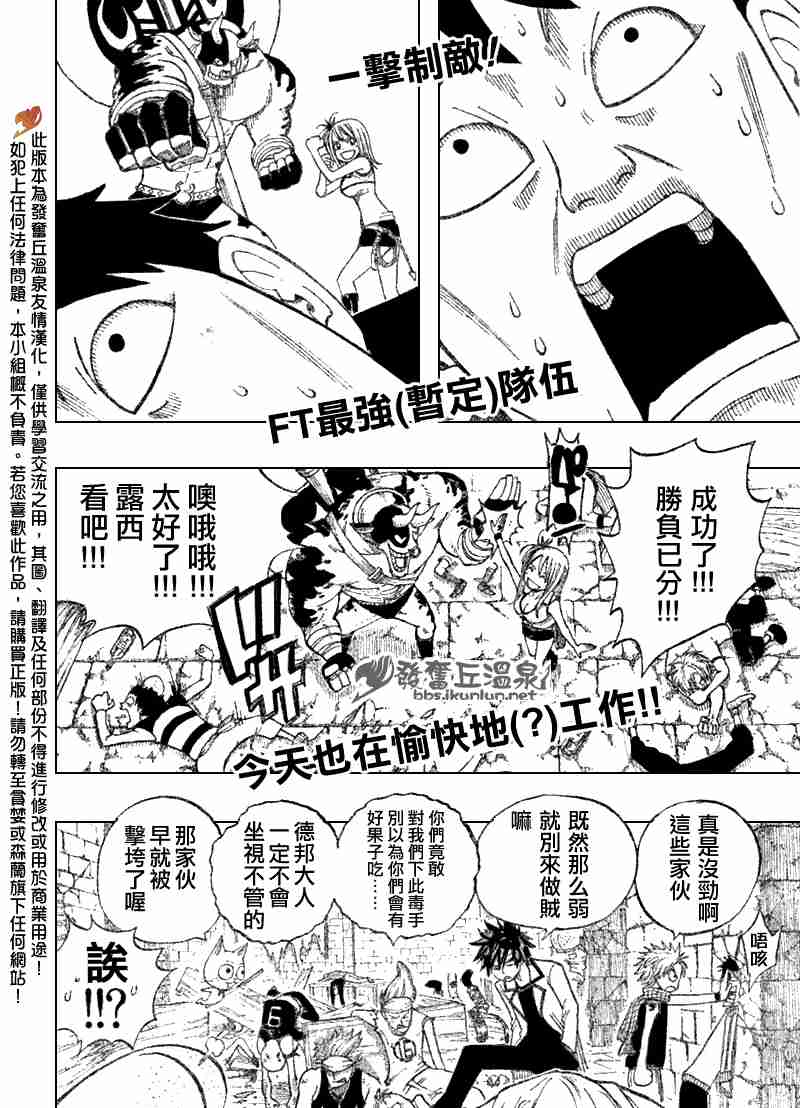 一擊制敵!
FT最強(暫定)隊伍
成功了!!!
勝負已分!!!
噢哦哦!!!
太好了!!!
露西
看吧!!!
發奮丘溫泉
bbs.ikunlun.net
今天也在愉快地(?)工作!!
真是沒勁啊
這些家伙
唔咳
既然那么弱
就別來做賊
嘛
你們竟敢
對我們下此毒手
別以為你們會有
好果子吃……
德邦大人
一定不會
坐視不管的
那家伙
早就被
擊垮了喔
誒
!!?
6
此版本為發奮丘溫泉友情漢化，僅供學習交流之用，其圖、翻譯及任何部份不得進行修改或用於商業用途！
如犯上任何法律問題，本小組概不負責。若您喜歡此作品，請購買正版！請勿轉至貪婪或森蘭旗下任何網站！